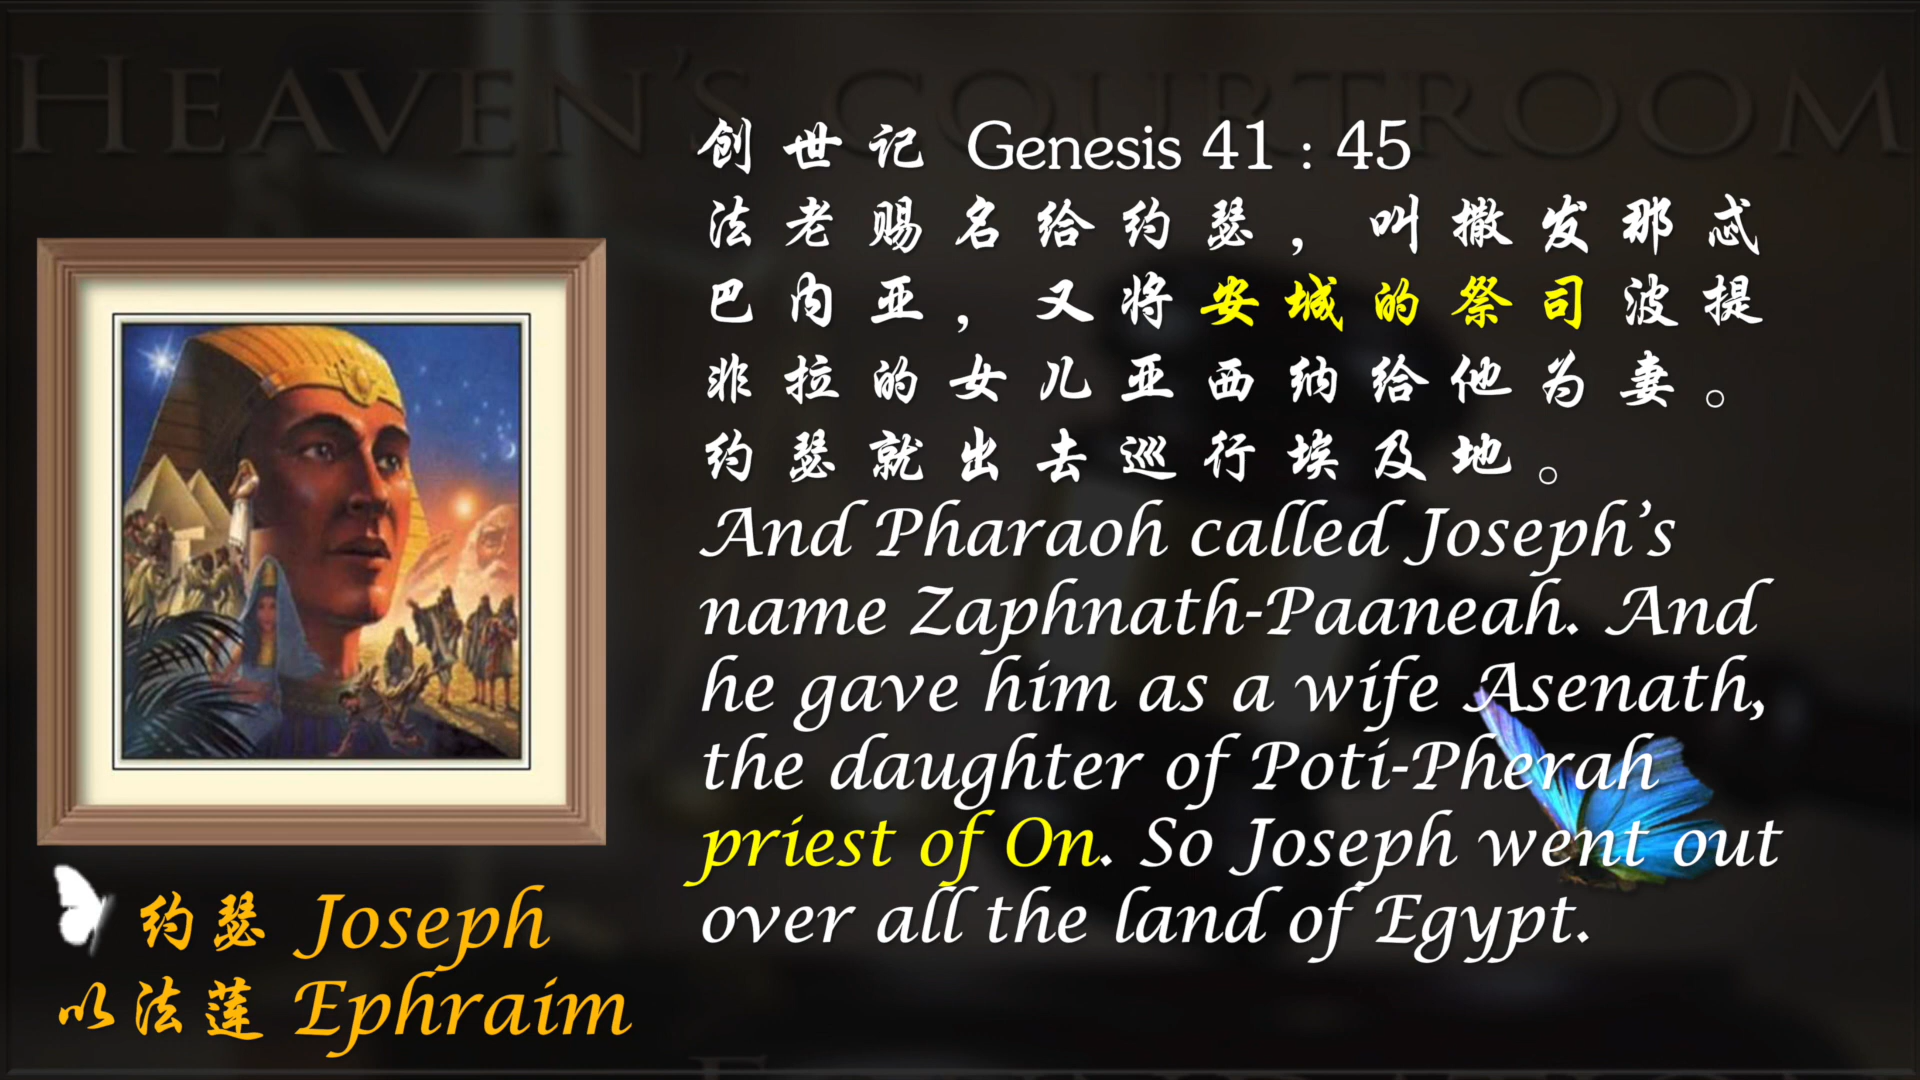 HEAVEN'S COURTROOM
创世记 Genesis 41 : 45
法老赐名给约瑟，叫撒发那忒
巴内亚，又将安城的祭司波提
非拉的女儿亚西纳给他为妻。
约瑟就出去巡行埃及地。
And Pharaoh called Joseph’s
name Zaphnath-Paaneah. And
he gave him as a wife Asenath,
the daughter of Poti-Pherah
priest of On. So Joseph went out
over all the land of Egypt.
约瑟 Joseph
以法莲 Ephraim